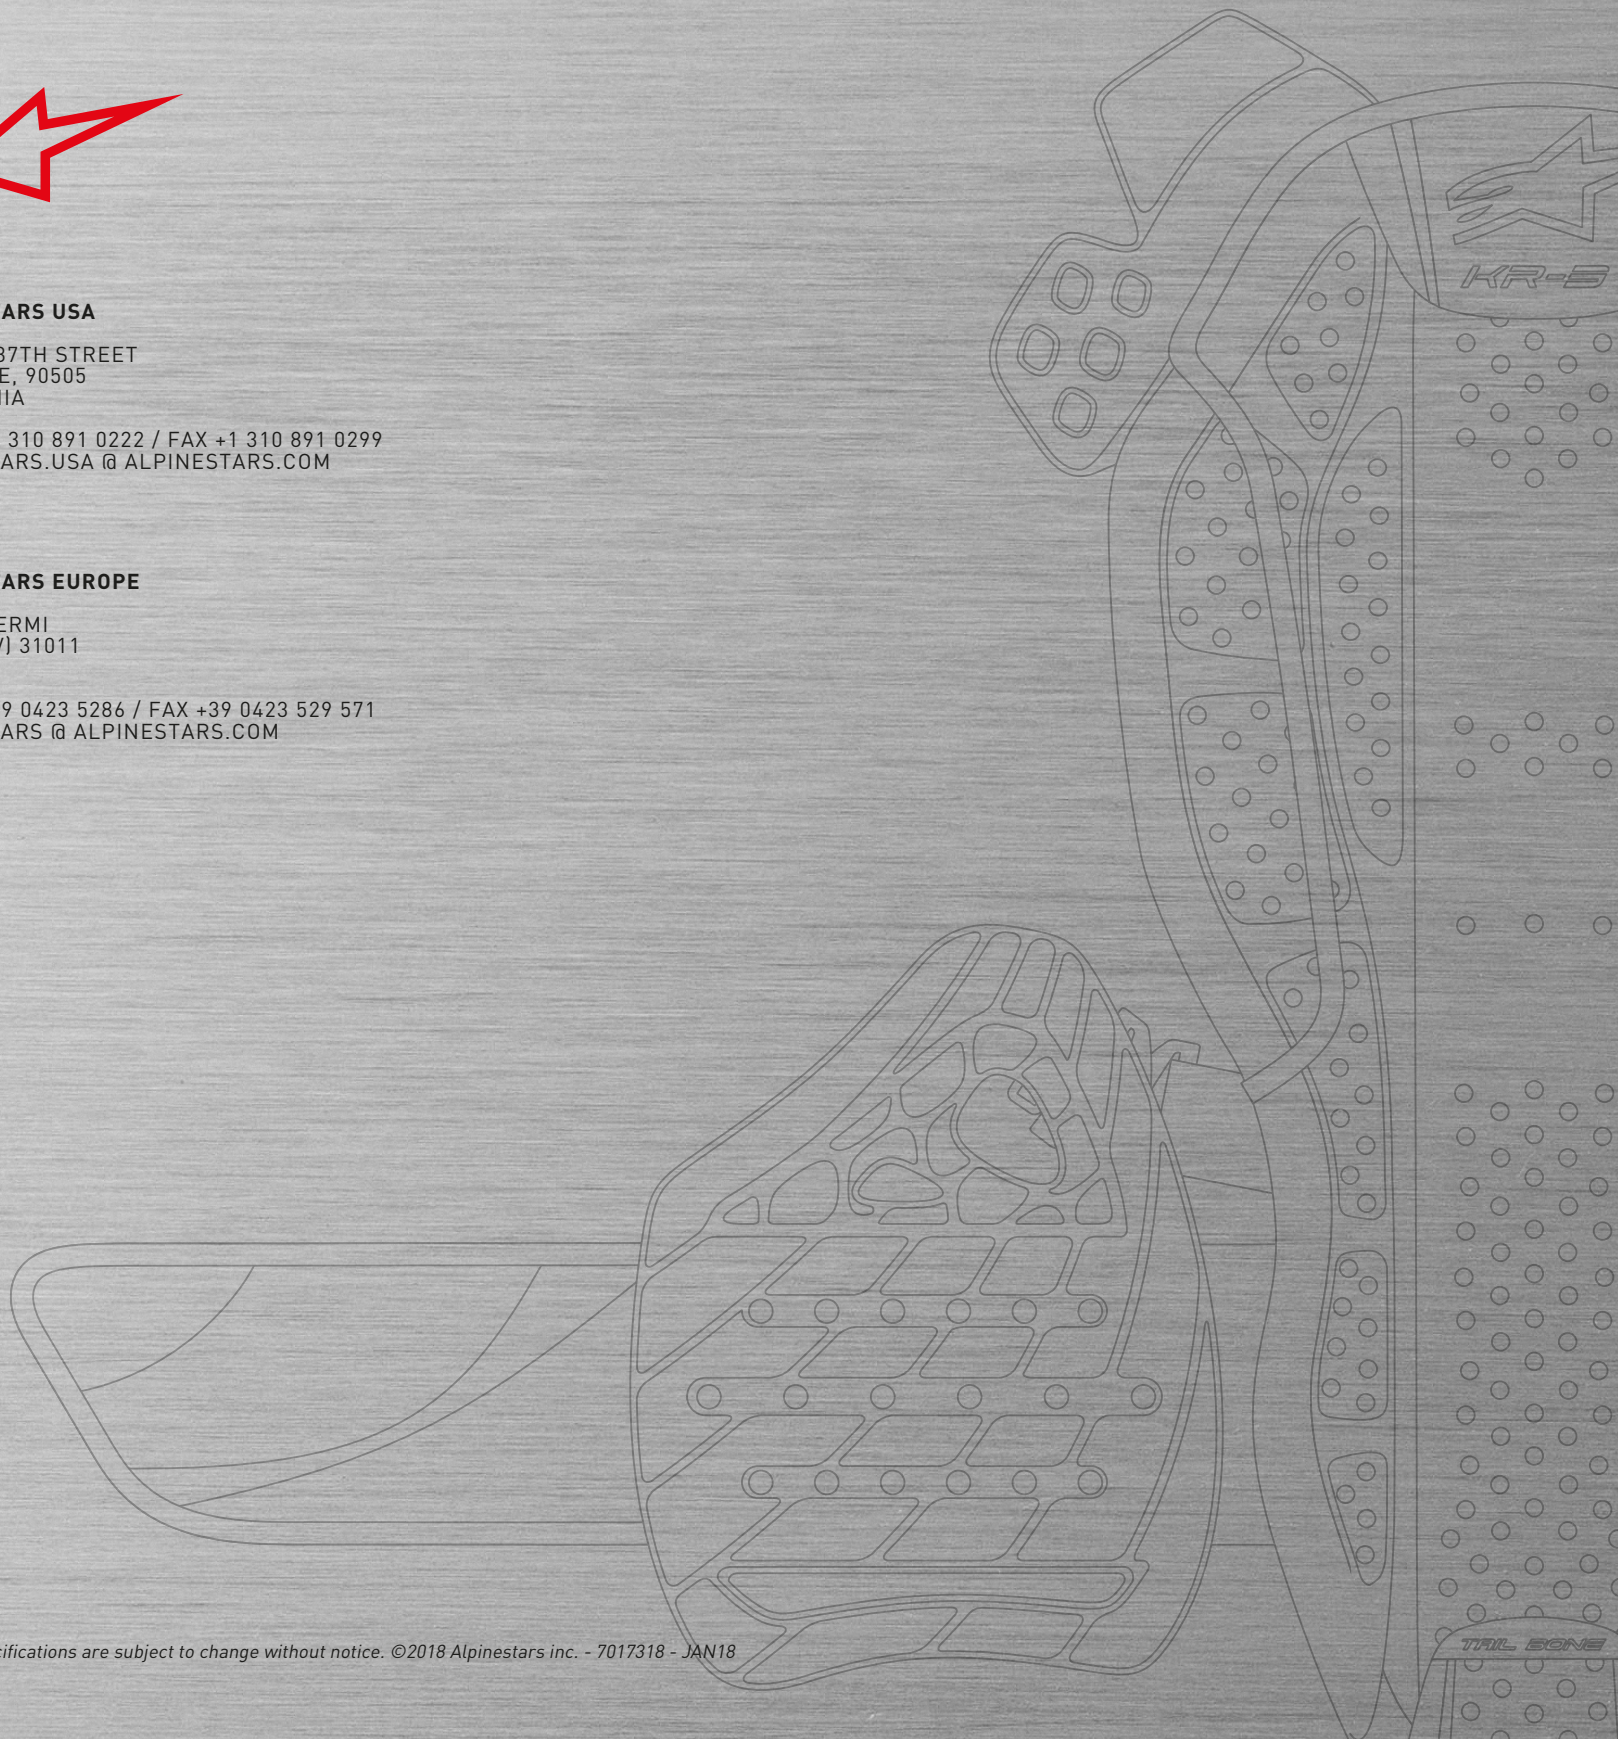 ARS USA
37TH STREET
E, 90505
IIA
310 891 0222 / FAX +1 310 891 0299
ARS.USA @ ALPINESTARS.COM
ARS EUROPE
ERMI
V) 31011
9 0423 5286 / FAX +39 0423 529 571
ARS @ ALPINESTARS.COM
KR-5
TAIL BONE
cifications are subject to change without notice. ©2018 Alpinestars inc. - 7017318 - JAN18